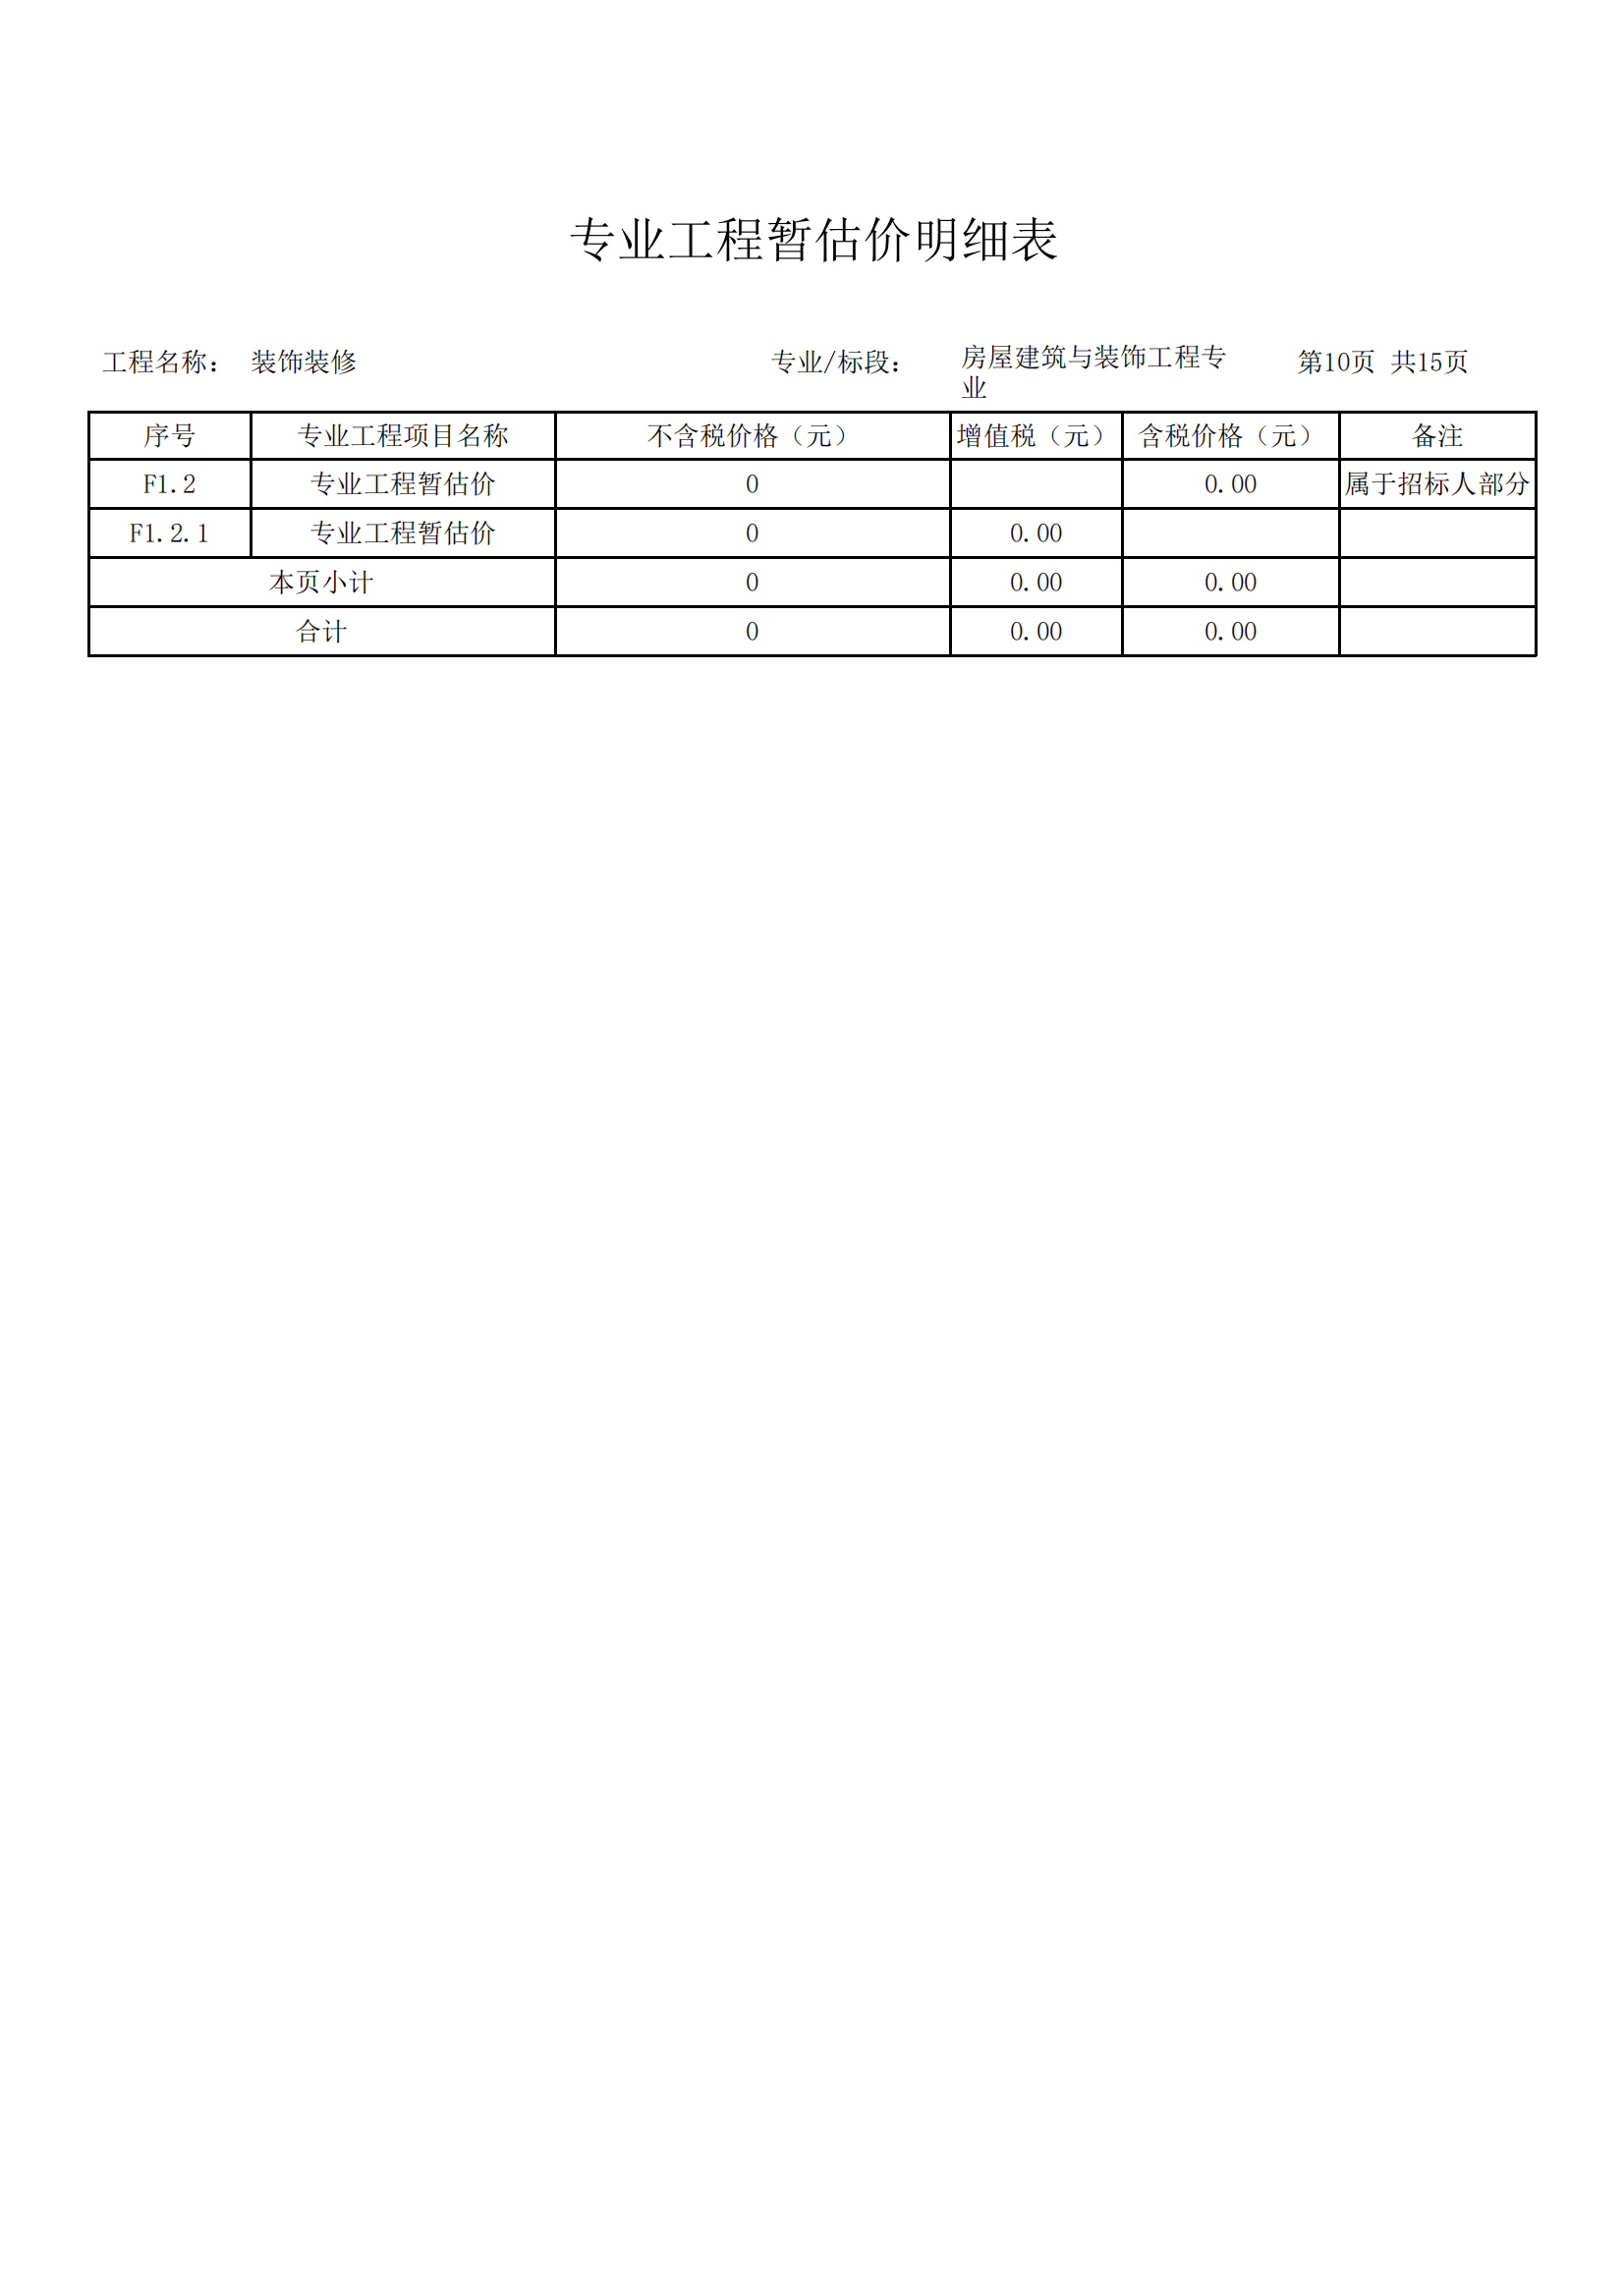 专业工程暂估价明细表
工程名称： 装饰装修 专业/标段： 房屋建筑与装饰工程专业 第10页 共15页
序号 专业工程项目名称 不含税价格（元） 增值税（元） 含税价格（元） 备注
F1.2 专业工程暂估价 0 0.00 属于招标人部分
F1.2.1 专业工程暂估价 0 0.00
本页小计 0 0.00 0.00
合计 0 0.00 0.00